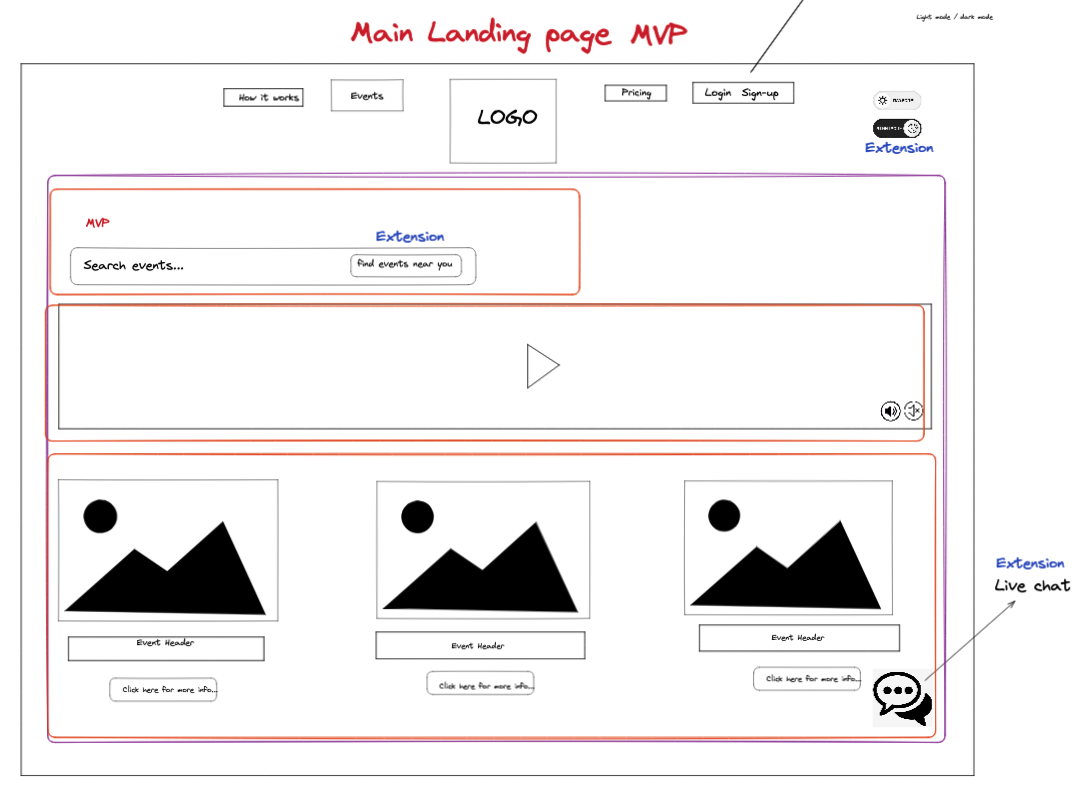 Main Landing page MVP
Light mode / dark mode
How it works
Events
LOGO
Pricing
Login Sign-up
Extension
MVP
Extension
Search events...
find events near you
Extension
Live chat
Event Header
Event Header
Event Header
Click here for more info...
Click here for more info...
Click here for more info...